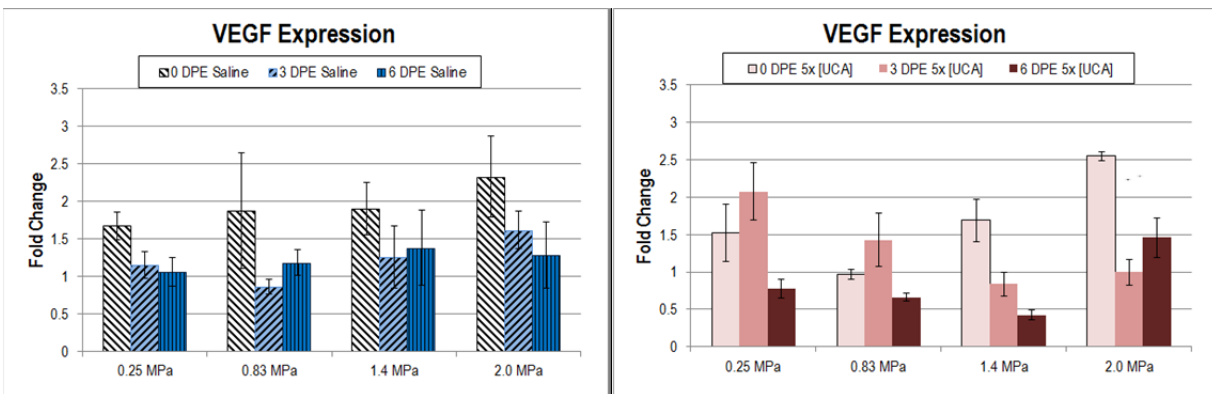 VEGF Expression
0 DPE Saline 3 DPE Saline 6 DPE Saline
3.5
3
2.5
2
1.5
1
0.5
0
Fold Change
0.25 MPa 0.83 MPa 1.4 MPa 2.0 MPa
VEGF Expression
0 DPE 5x [UCA] 3 DPE 5x [UCA] 6 DPE 5x [UCA]
3.5
3
2.5
2
1.5
1
0.5
0
Fold Change
0.25 MPa 0.83 MPa 1.4 MPa 2.0 MPa